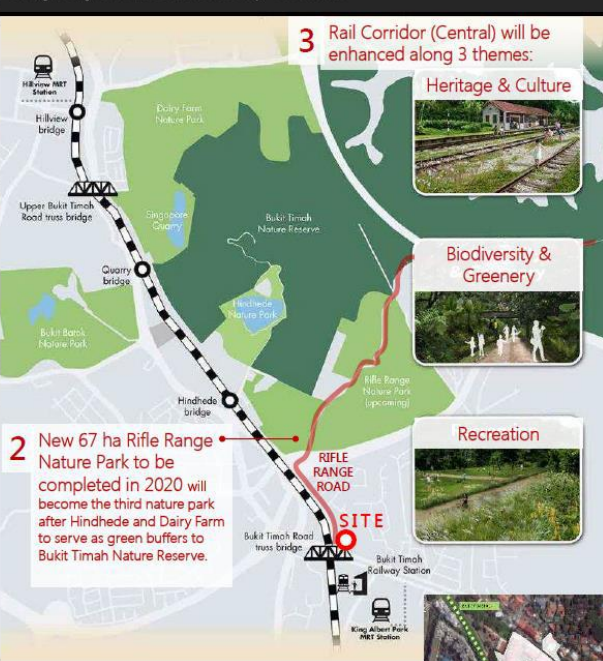 3 Rail Corridor (Central) will be
enhanced along 3 themes:
Heritage & Culture
Biodiversity &
Greenery
Recreation
Hillview MRT
Station
Hillview
bridge
Dairy Farm
Nature Park
Upper Bukit Timah
Road truss bridge
Singapore
Quarry
Bukit Timah
Nature Reserve
Quarry
bridge
Hindhede
Nature Park
Bukit Batok
Nature Park
Rifle Range
Nature Park
(upcoming)
Hindhede
bridge
2 New 67 ha Rifle Range
Nature Park to be
completed in 2020 will
become the third nature park
after Hindhede and Dairy Farm
to serve as green buffers to
Bukit Timah Nature Reserve.
RIFLE
RANGE
ROAD
SITE
Bukit Timah Road
truss bridge
Bukit Timah
Railway Station
King Albert Park
MRT Station